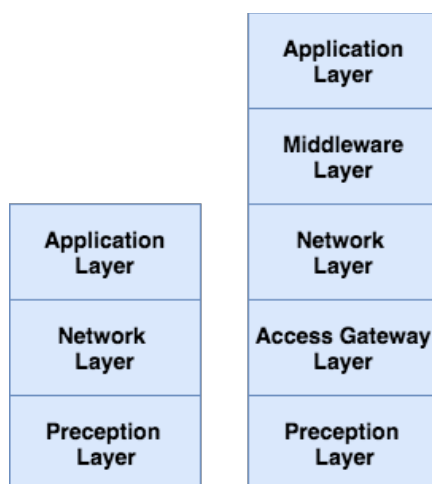 Application
Layer
Network
Layer
Preception
Layer
Application
Layer
Middleware
Layer
Network
Layer
Access Gateway
Layer
Preception
Layer